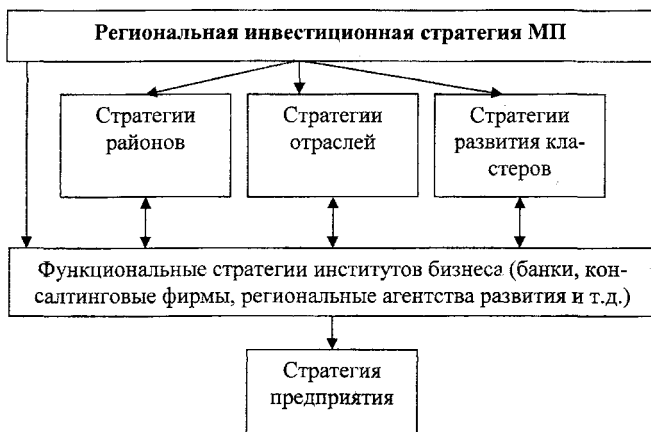 Региональная инвестиционная стратегия МП
Стратегии
районов
Стратегии
отраслей
Стратегии
развития кла-
стеров
Функциональные стратегии институтов бизнеса (банки, кон-
салтинговые фирмы, региональные агентства развития и т.д.)
Стратегия
предприятия